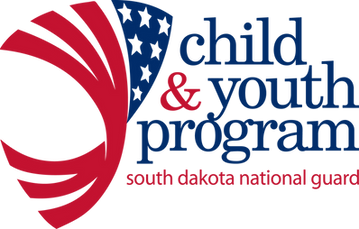 child
& youth
program
south dakota national guard